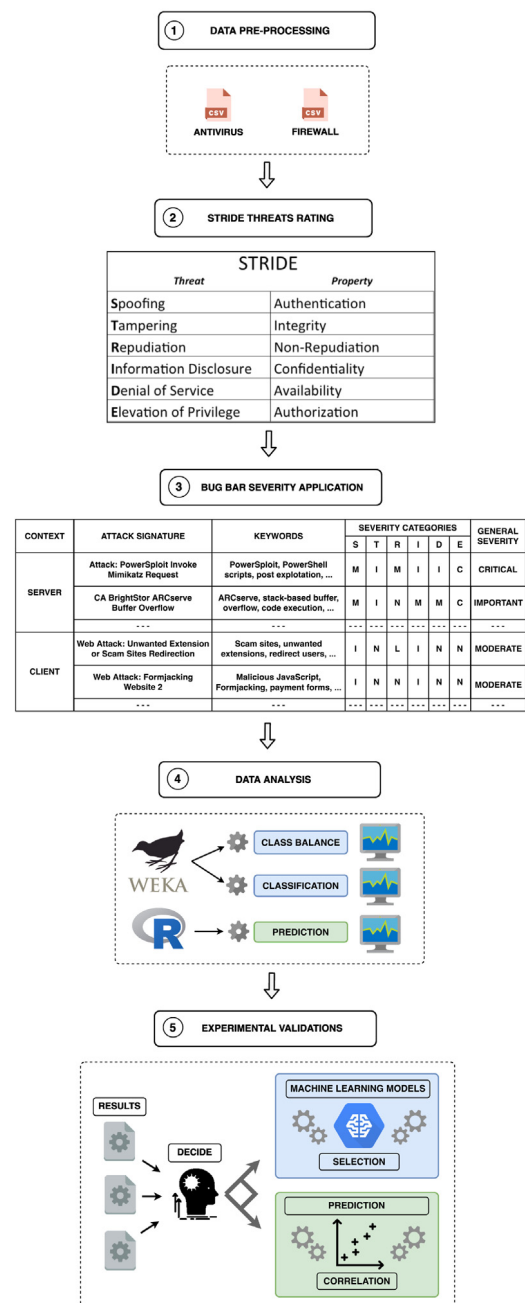 1 DATA PRE-PROCESSING
CSV CSV
ANTIVIRUS FIREWALL
2 STRIDE THREATS RATING
STRIDE
Threat Property
Spoofing Authentication
Tampering Integrity
Repudiation Non-Repudiation
Information Disclosure Confidentiality
Denial of Service Availability
Elevation of Privilege Authorization
3 BUG BAR SEVERITY APPLICATION
CONTEXT ATTACK SIGNATURE KEYWORDS SEVERITY CATEGORIES GENERAL SEVERITY
S T R I D E
SERVER
Attack: PowerSploit Invoke Mimikatz Request PowerSploit, PowerShell scripts, post explotation, ... M I M I I C CRITICAL
CA BrightStor ARCserve Buffer Overflow ARCserve, stack-based buffer, overflow, code execution, ... M I N M M C IMPORTANT
--- --- --- --- --- --- --- --- ---
CLIENT
Web Attack: Unwanted Extension or Scam Sites Redirection Scam sites, unwanted extensions, redirect users, ... I N L I N N MODERATE
Web Attack: Formjacking Website 2 Malicious JavaScript, Formjacking, payment forms, ... I N N I N N MODERATE
--- --- --- --- --- --- --- --- ---
4 DATA ANALYSIS
WEKA
CLASS BALANCE
CLASSIFICATION
R
PREDICTION
5 EXPERIMENTAL VALIDATIONS
RESULTS
DECIDE
MACHINE LEARNING MODELS
SELECTION
PREDICTION
CORRELATION